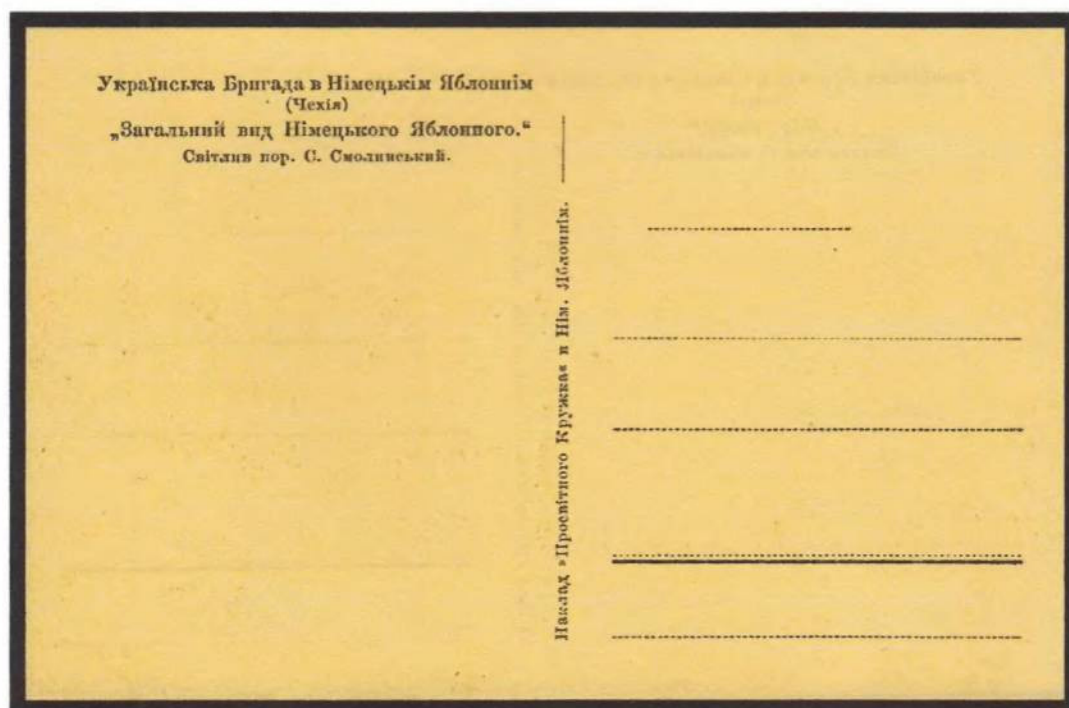 Українська Бригада в Німецькім Яблоннім
(Чехія)
„Загальний вид Німецького Яблонного.“
Світлив пор. С. Смолинський.
Наклад »Просвітного Кружка« в Нім. Яблоннім.